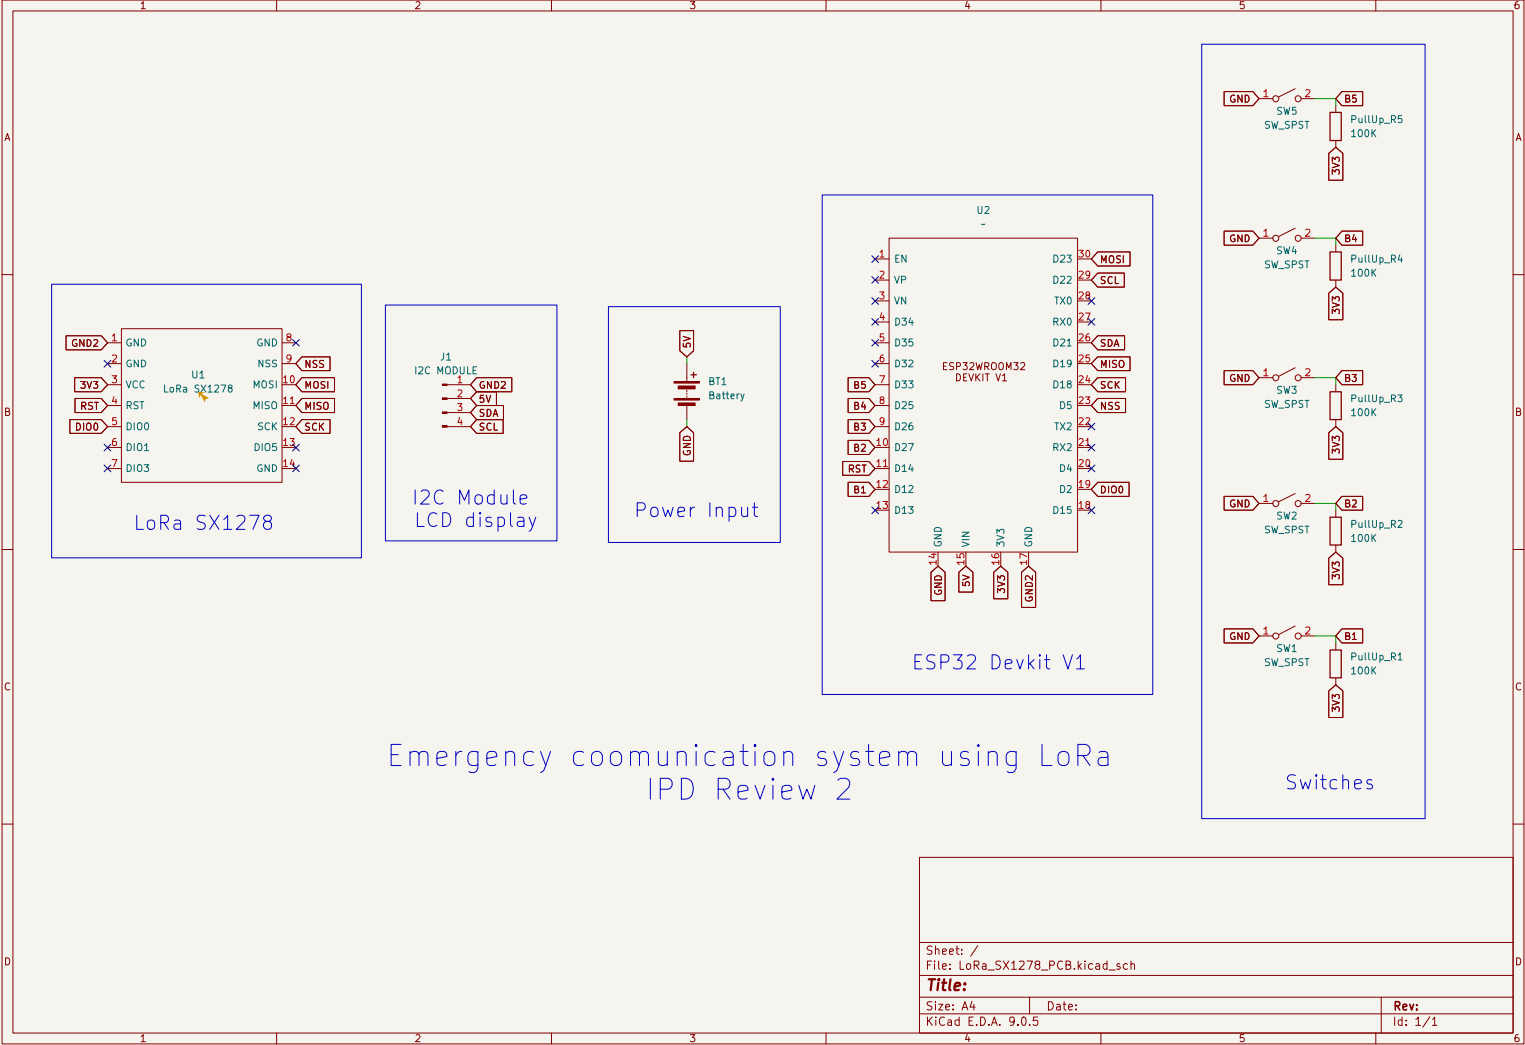 1 2 3 4 5 6
A A
B B
C C
D D
GND2 1 GND
2 GND
3V3 3 VCC
RST 4 RST
DIO0 5 DIO0
6 DIO1
7 DIO3
U1
LoRa SX1278
GND 8
NSS 9 NSS
MOSI 10 MOSI
MISO 11 MISO
SCK 12 SCK
DIO5 13
GND 14
LoRa SX1278
J1
I2C MODULE
1 GND2
2 5V
3 SDA
4 SCL
I2C Module
LCD display
5V
+
BT1
Battery
GND
Power Input
U2
~
1 EN
2 VP
3 VN
4 D34
5 D35
6 D32
B5 7 D33
B4 8 D25
B3 9 D26
B2 10 D27
RST 11 D14
B1 12 D12
13 D13
ESP32WROOM32
DEVKIT V1
D23 30 MOSI
D22 29 SCL
TX0 28
RX0 27
D21 26 SDA
D19 25 MISO
D18 24 SCK
D5 23 NSS
TX2 22
RX2 21
D4 20
D2 19 DIO0
D15 18
GND VIN 3V3 GND
14 15 16 17
GND 5V 3V3 GND2
ESP32 Devkit V1
GND 1 2 B5
SW5
SW_SPST
PullUp_R5
100K
3V3
GND 1 2 B4
SW4
SW_SPST
PullUp_R4
100K
3V3
GND 1 2 B3
SW3
SW_SPST
PullUp_R3
100K
3V3
GND 1 2 B2
SW2
SW_SPST
PullUp_R2
100K
3V3
GND 1 2 B1
SW1
SW_SPST
PullUp_R1
100K
3V3
Switches
Emergency coomunication system using LoRa
IPD Review 2
Sheet: /
File: LoRa_SX1278_PCB.kicad_sch
Title:
Size: A4 Date: Rev:
KiCad E.D.A. 9.0.5 Id: 1/1
1 2 3 4 5 6